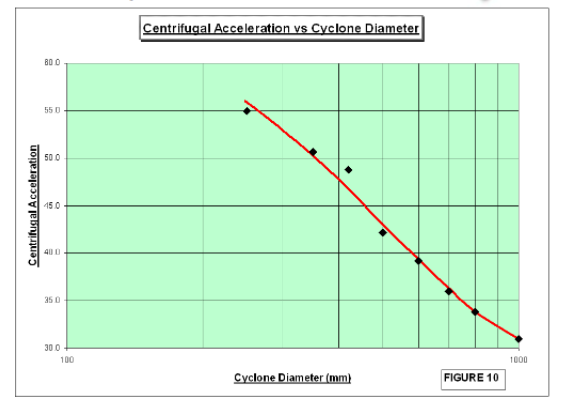 Centrifugal Acceleration vs Cyclone Diameter
60.0
55.0
50.0
45.0
40.0
35.0
30.0
Centrifugal Acceleration
100
1000
Cyclone Diameter (mm)
FIGURE 10